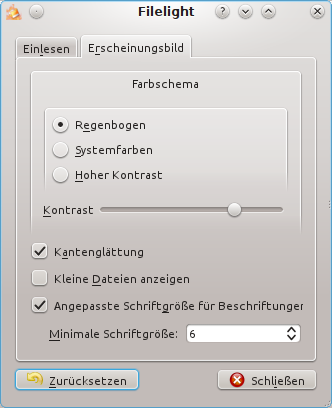 Filelight
Einlesen Erscheinungsbild
Farbschema
Regenbogen
Systemfarben
Hoher Kontrast
Kontrast
Kantenglättung
Kleine Dateien anzeigen
Angepasste Schriftgröße für Beschriftunger
Minimale Schriftgröße: 6
Zurücksetzen Schließen